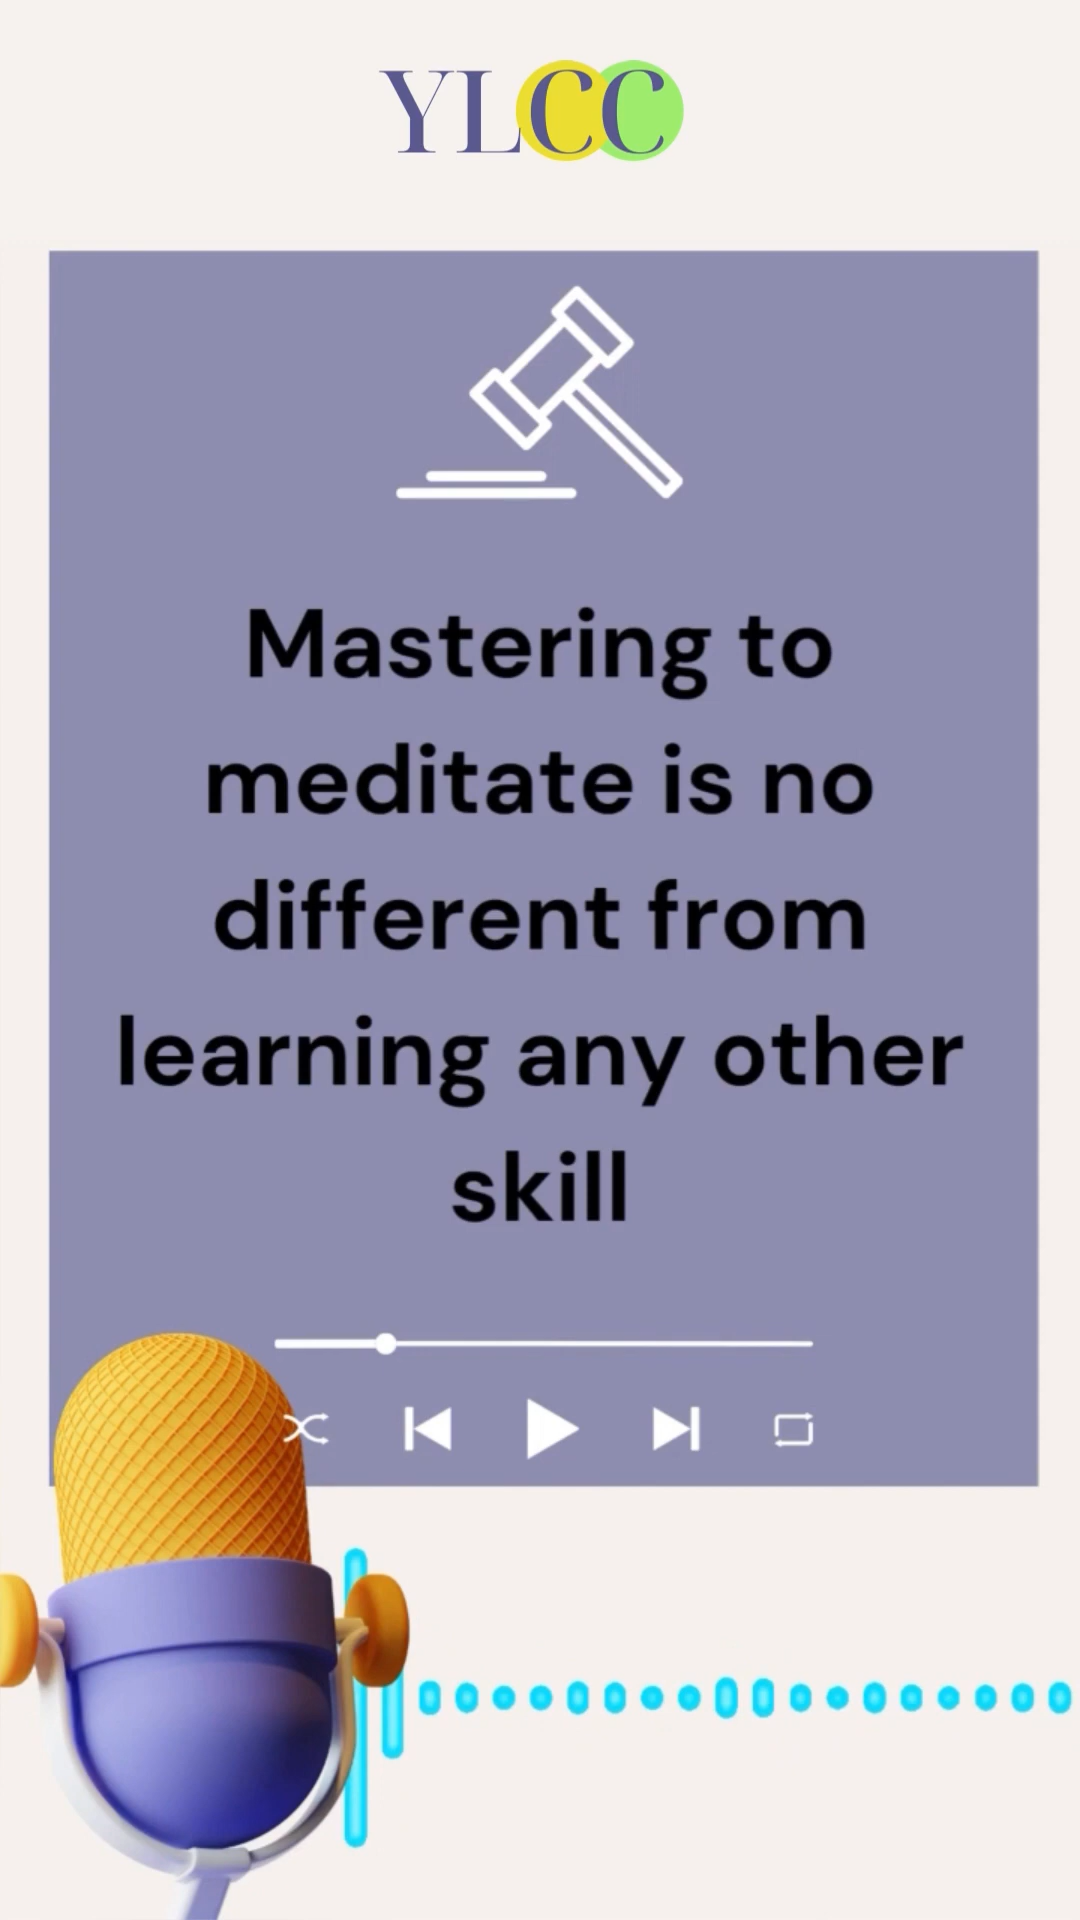 YLCC
Mastering to
meditate is no
different from
learning any other
skill